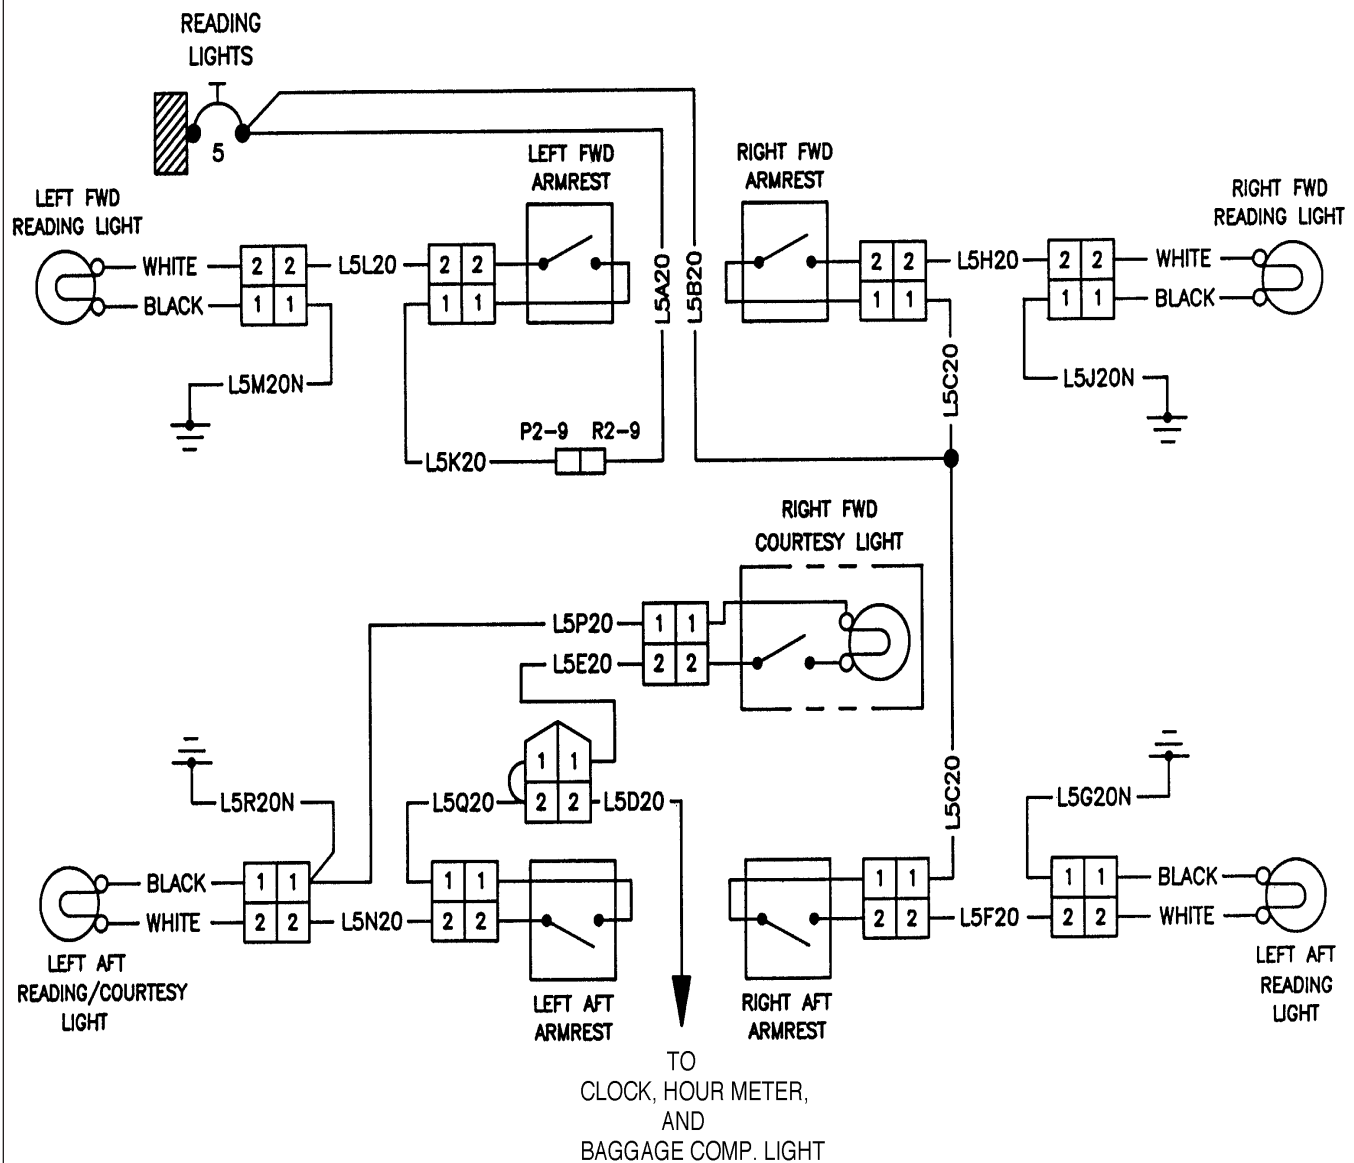 READING
LIGHTS
5
LEFT FWD
ARMREST
RIGHT FWD
ARMREST
LEFT FWD
READING LIGHT
RIGHT FWD
READING LIGHT
WHITE 2 2 L5L20 2 2
BLACK 1 1 1 1
L5A20
L5B20
2 2 L5H20 2 2 WHITE
1 1 1 1 BLACK
L5M20N
L5C20
L5J20N
P2-9 R2-9
L5K20
RIGHT FWD
COURTESY LIGHT
L5P20 1 1
L5E20 2 2
1 1
L5R20N
L5Q20 2 2 L5D20
L5C20
L5G20N
BLACK 1 1 1 1
WHITE 2 2 L5N20 2 2
1 1 1 1 BLACK
2 2 L5F20 2 2 WHITE
LEFT AFT
READING/COURTESY
LIGHT
LEFT AFT
ARMREST
RIGHT AFT
ARMREST
LEFT AFT
READING
LIGHT
TO
CLOCK, HOUR METER,
AND
BAGGAGE COMP. LIGHT